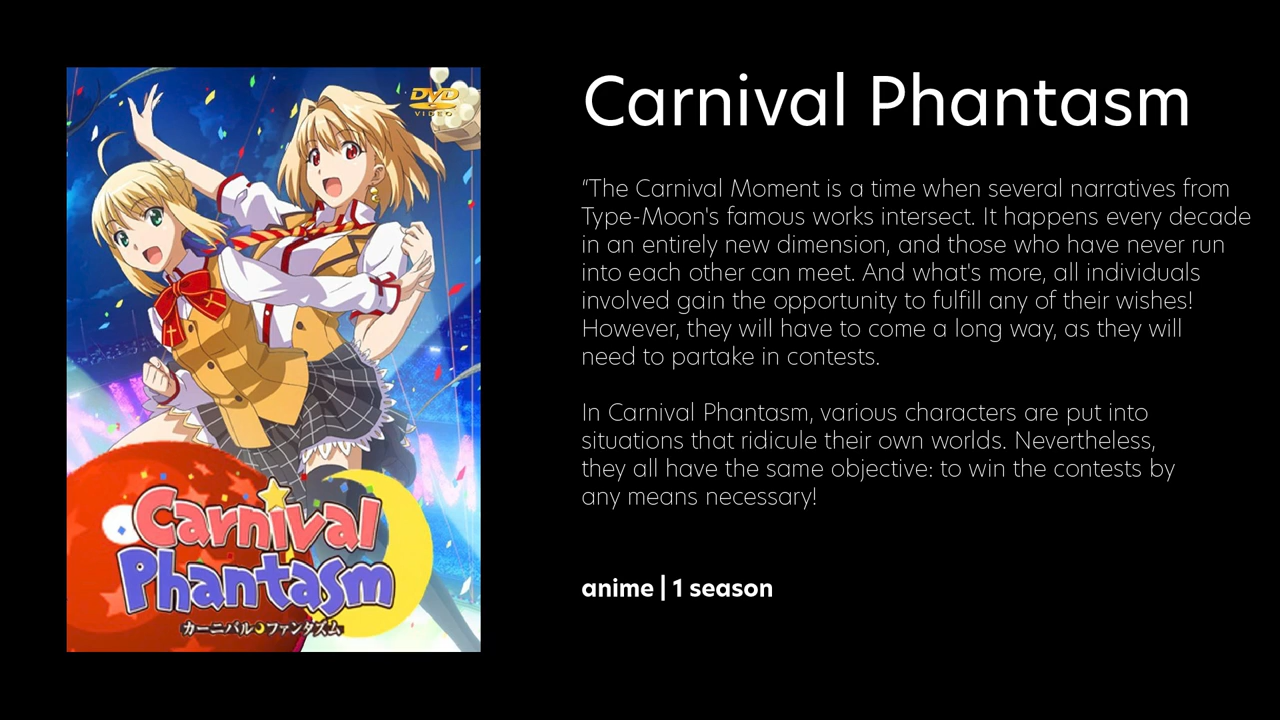 Carnival Phantasm
“The Carnival Moment is a time when several narratives from
Type-Moon's famous works intersect. It happens every decade
in an entirely new dimension, and those who have never run
into each other can meet. And what's more, all individuals
involved gain the opportunity to fulfill any of their wishes!
However, they will have to come a long way, as they will
need to partake in contests.
In Carnival Phantasm, various characters are put into
situations that ridicule their own worlds. Nevertheless,
they all have the same objective: to win the contests by
any means necessary!
anime | 1 season
DVD
VIDEO
Carnival
Phantasm
カーニバル ファンタズム